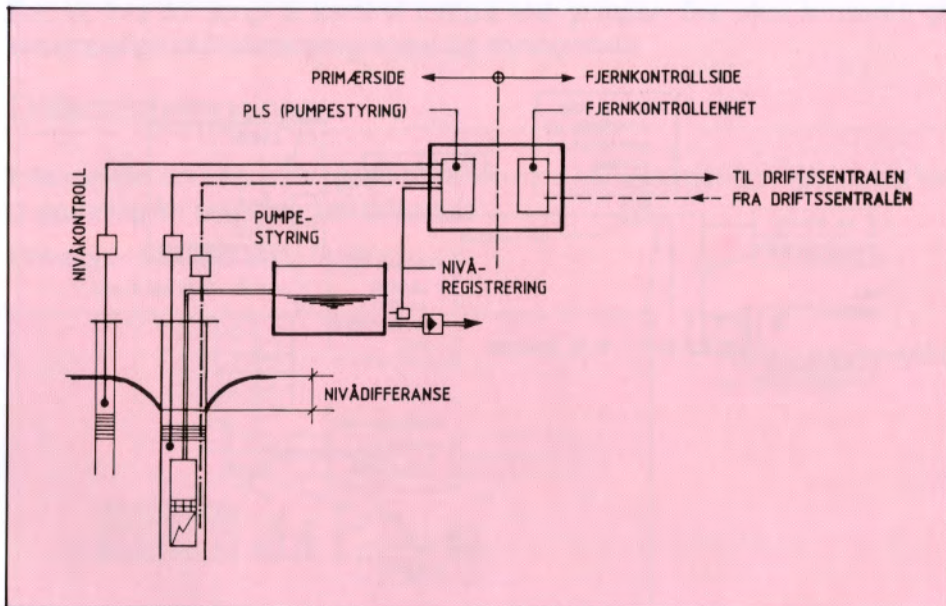 PRIMÆRSIDE
FJERNKONTROLLSIDE
PLS (PUMPESTYRING)
FJERNKONTROLLENHET
TIL DRIFTSSENTRALEN
FRA DRIFTSSENTRALEN
NIVÅKONTROLL
PUMPE-
STYRING
NIVÅ-
REGISTRERING
NIVÅDIFFERANSE